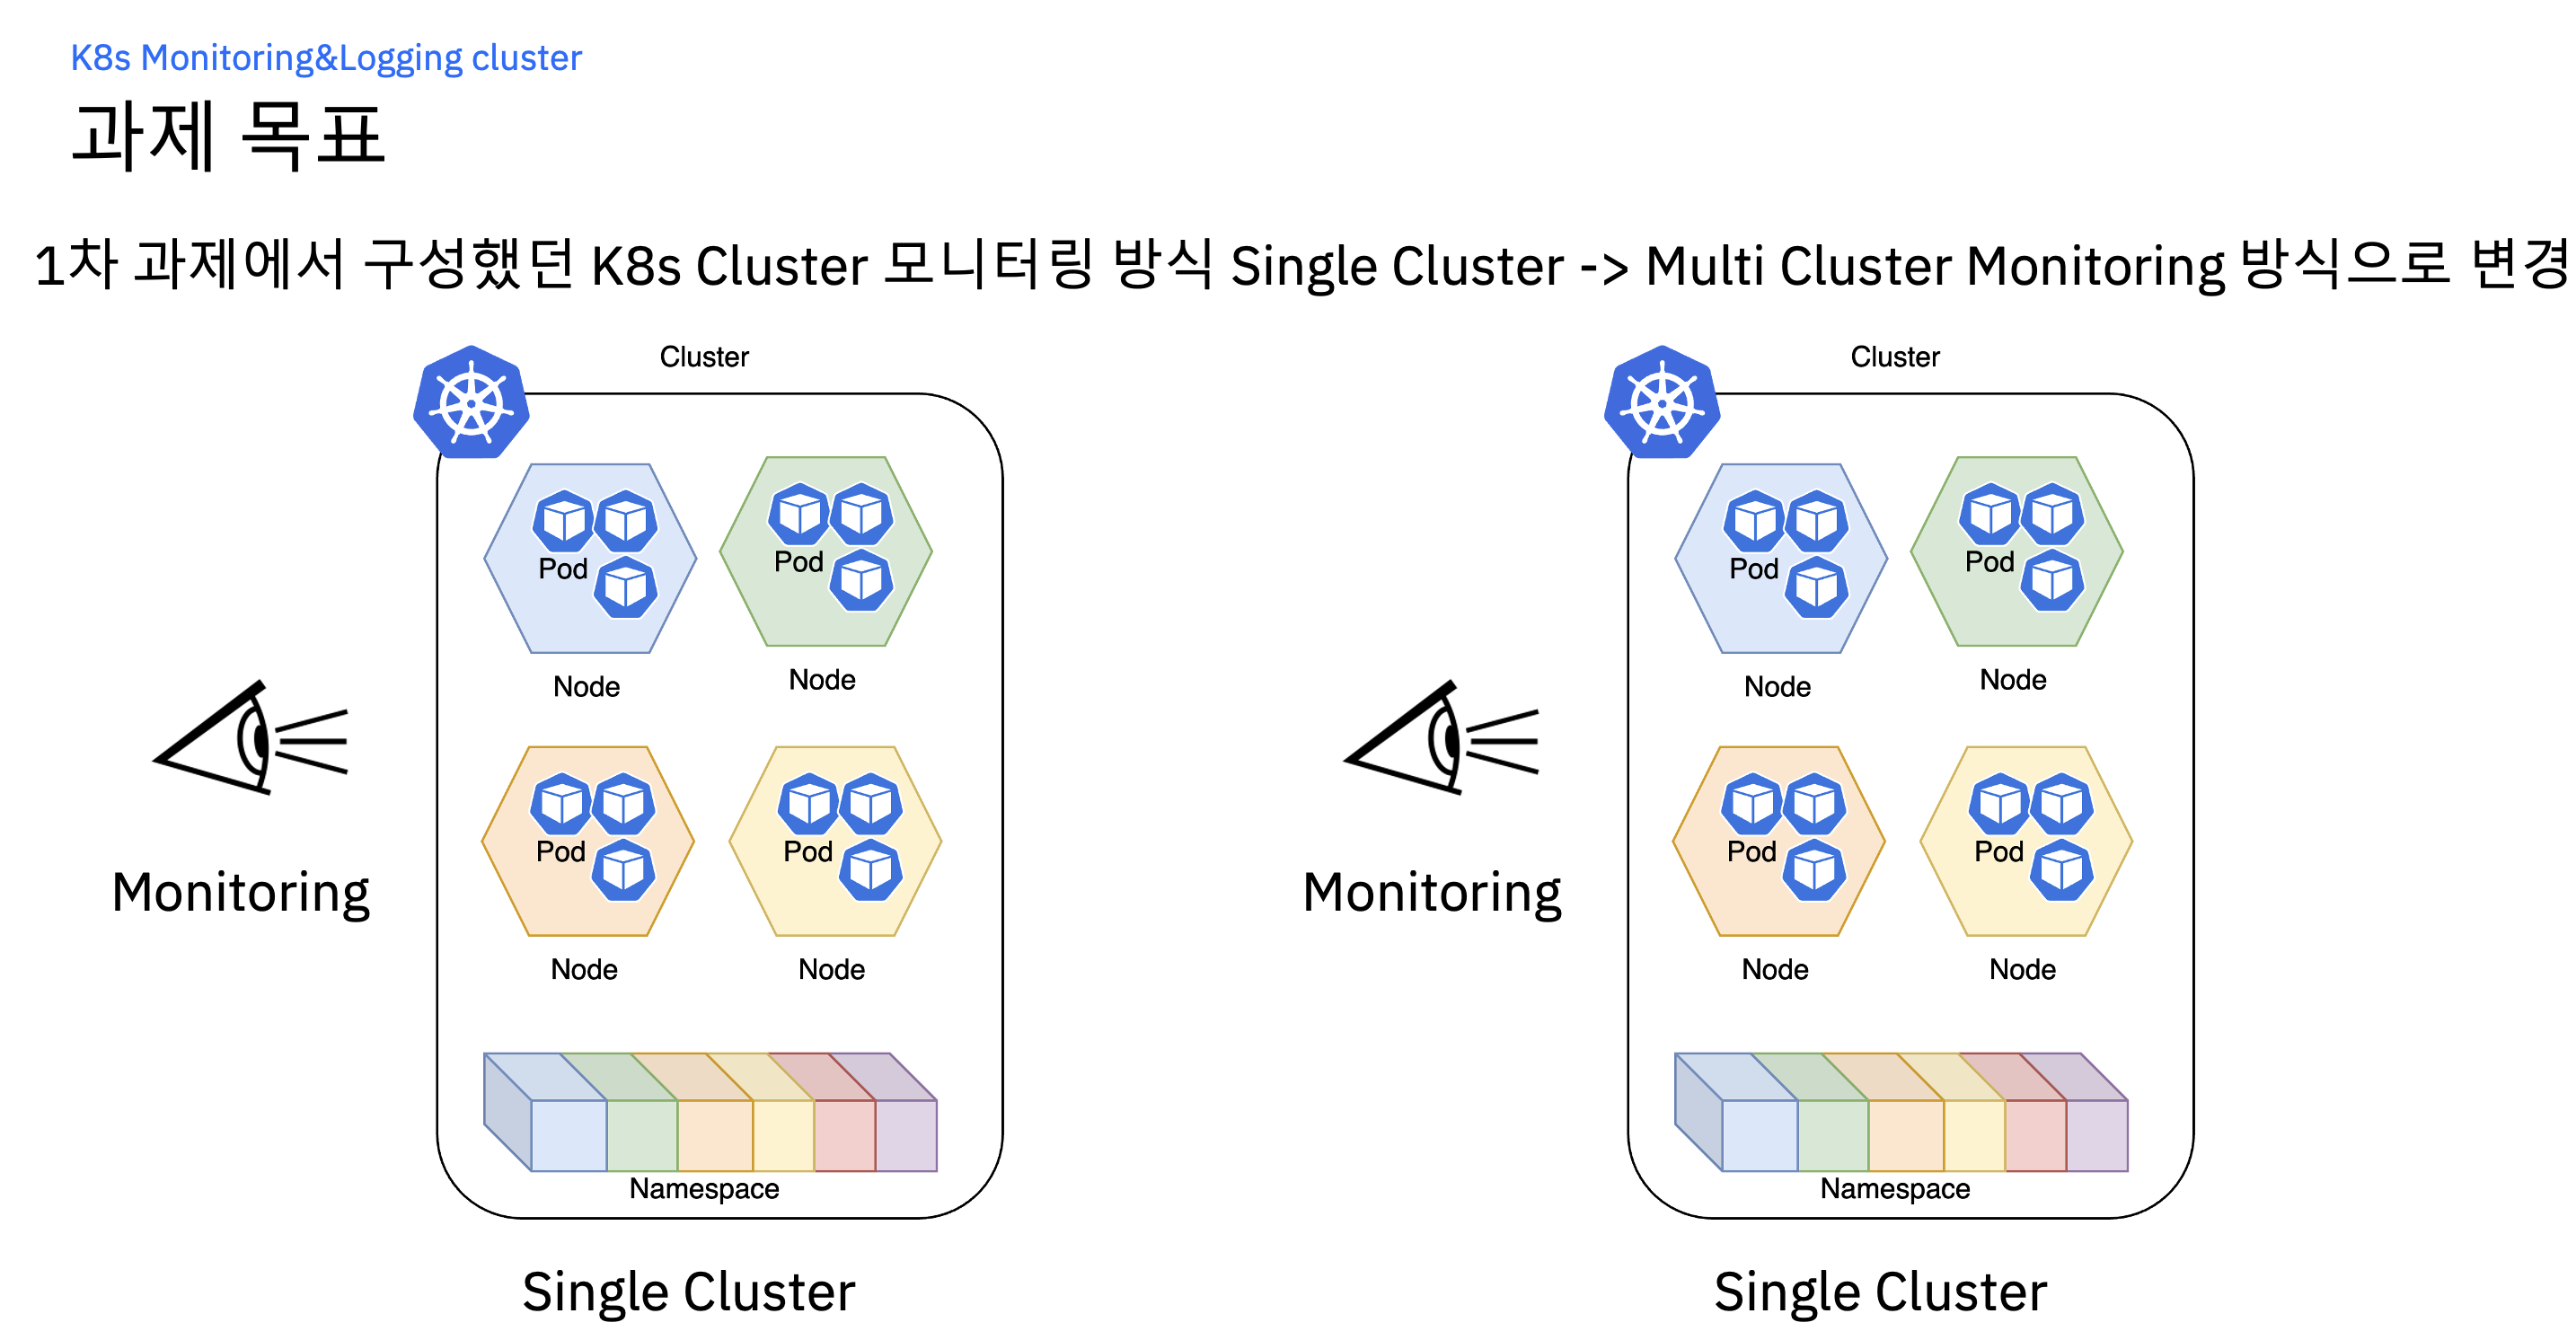 K8s Monitoring&Logging cluster
과제 목표
1차 과제에서 구성했던 K8s Cluster 모니터링 방식 Single Cluster -> Multi Cluster Monitoring 방식으로 변경
Cluster
Pod
Pod
Node
Node
Pod
Pod
Node
Node
Namespace
Monitoring
Single Cluster
Cluster
Pod
Pod
Node
Node
Pod
Pod
Node
Node
Namespace
Monitoring
Single Cluster